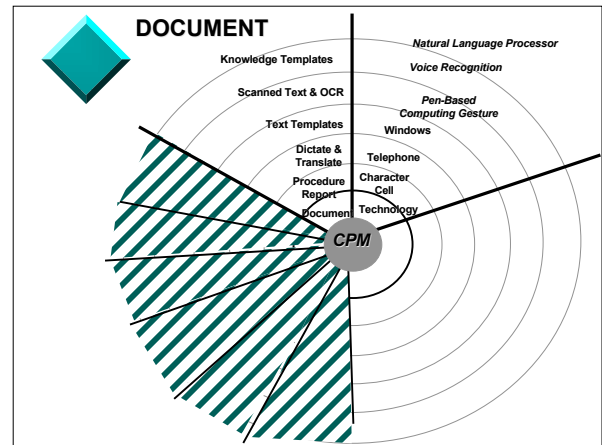 DOCUMENT
Knowledge Templates
Scanned Text & OCR
Text Templates
Dictate &
Translate
Procedure
Report
Document
Natural Language Processor
Voice Recognition
Pen-Based
Computing Gesture
Windows
Telephone
Character
Cell
Technology
CPM